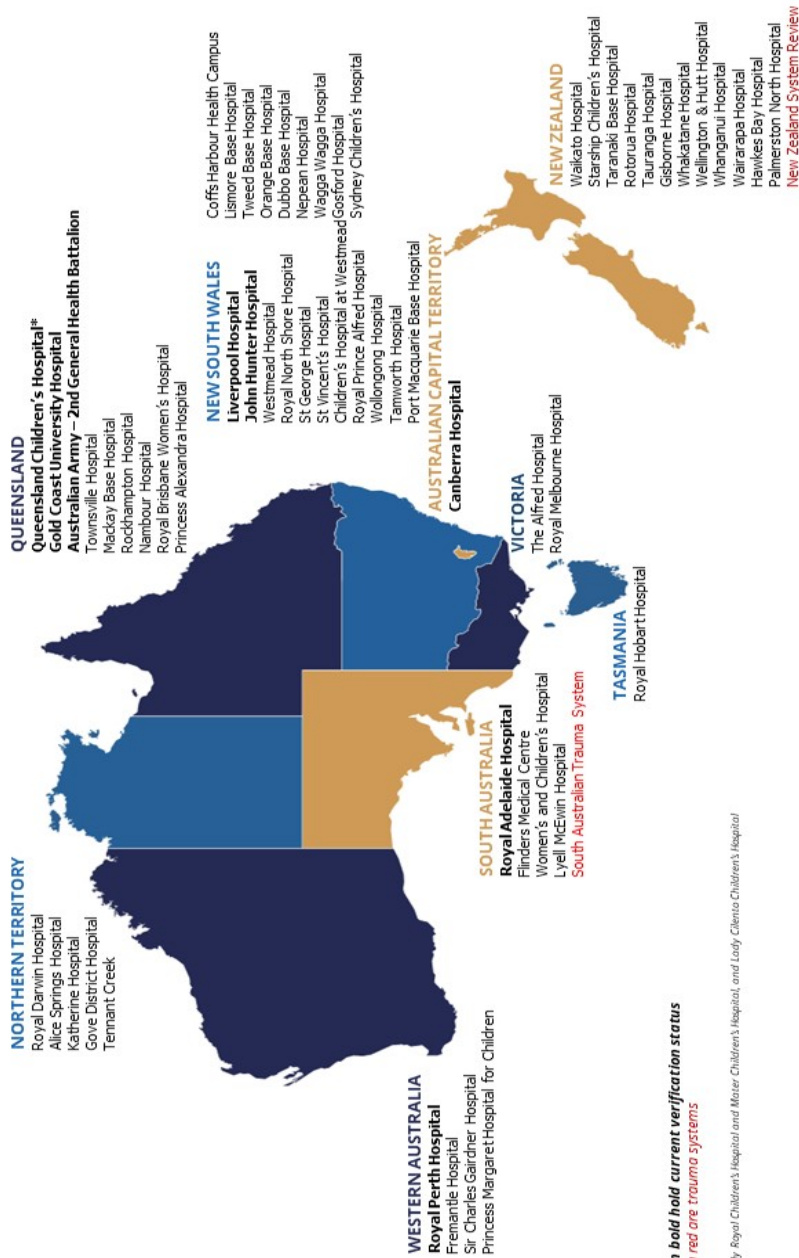 NORTHERN TERRITORY
Royal Darwin Hospital
Alice Springs Hospital
Katherine Hospital
Gove District Hospital
Tennant Creek
QUEENSLAND
Queensland Children's Hospital*
Gold Coast University Hospital
Australian Army – 2nd General Health Battalion
Townsville Hospital
Mackay Base Hospital
Rockhampton Hospital
Nambour Hospital
Royal Brisbane Women's Hospital
Princess Alexandra Hospital
WESTERN AUSTRALIA
Royal Perth Hospital
Fremantle Hospital
Sir Charles Gairdner Hospital
Princess Margaret Hospital for Children
SOUTH AUSTRALIA
Royal Adelaide Hospital
Flinders Medical Centre
Women's and Children's Hospital
Lyell McEwin Hospital
South Australian Trauma System
NEW SOUTH WALES
Liverpool Hospital
John Hunter Hospital
Westmead Hospital
Royal North Shore Hospital
St George Hospital
St Vincent's Hospital
Children's Hospital at Westmead
Royal Prince Alfred Hospital
Wollongong Hospital
Tamworth Hospital
Port Macquarie Base Hospital
Coffs Harbour Health Campus
Lismore Base Hospital
Tweed Base Hospital
Orange Base Hospital
Dubbo Base Hospital
Nepean Hospital
Wagga Wagga Hospital
Gosford Hospital
Sydney Children's Hospital
AUSTRALIAN CAPITAL TERRITORY
Canberra Hospital
VICTORIA
The Alfred Hospital
Royal Melbourne Hospital
TASMANIA
Royal Hobart Hospital
NEW ZEALAND
Waikato Hospital
Starship Children's Hospital
Taranaki Base Hospital
Rotorua Hospital
Tauranga Hospital
Gisborne Hospital
Whakatane Hospital
Wellington & Hutt Hospital
Whanganui Hospital
Wairarapa Hospital
Hawkes Bay Hospital
Palmerston North Hospital
New Zealand System Review
bold hold current verification status
red are trauma systems
Royal Children's Hospital and Mater Children's Hospital, and Lady Cilento Children's Hospital